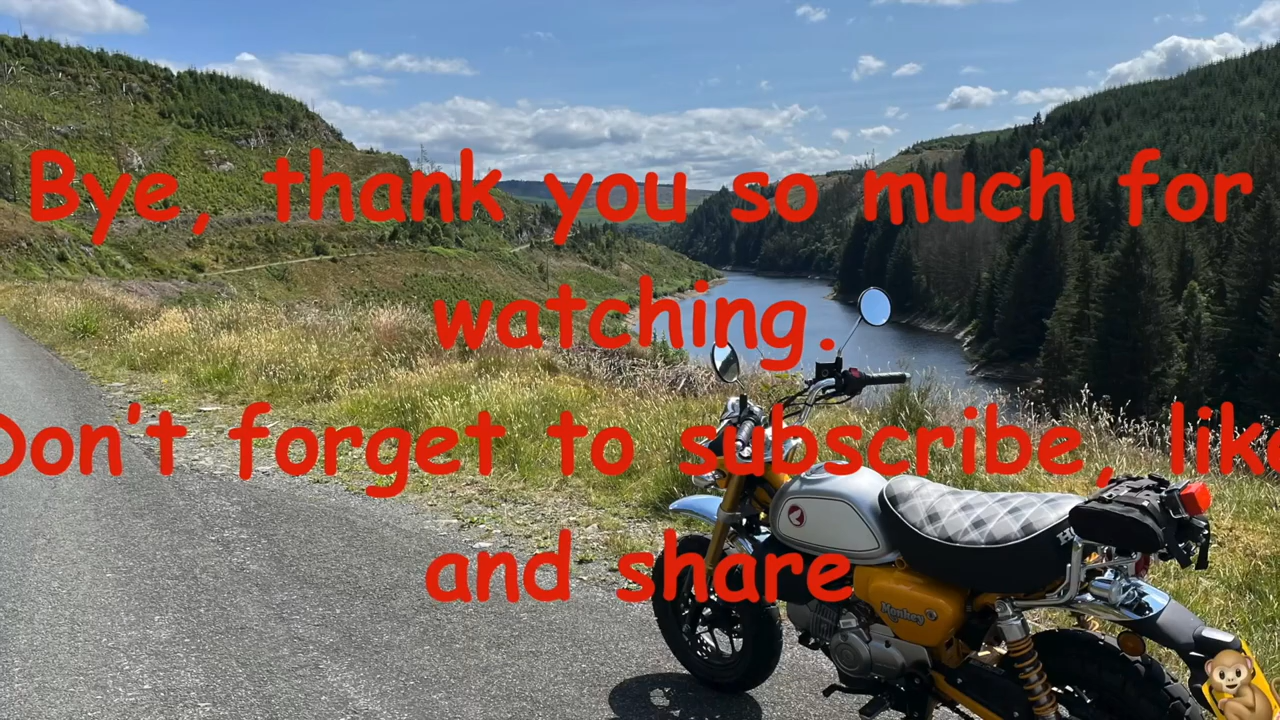 Bye, thank you so much for
watching.
Don't forget to subscribe, like
and share
Monkey